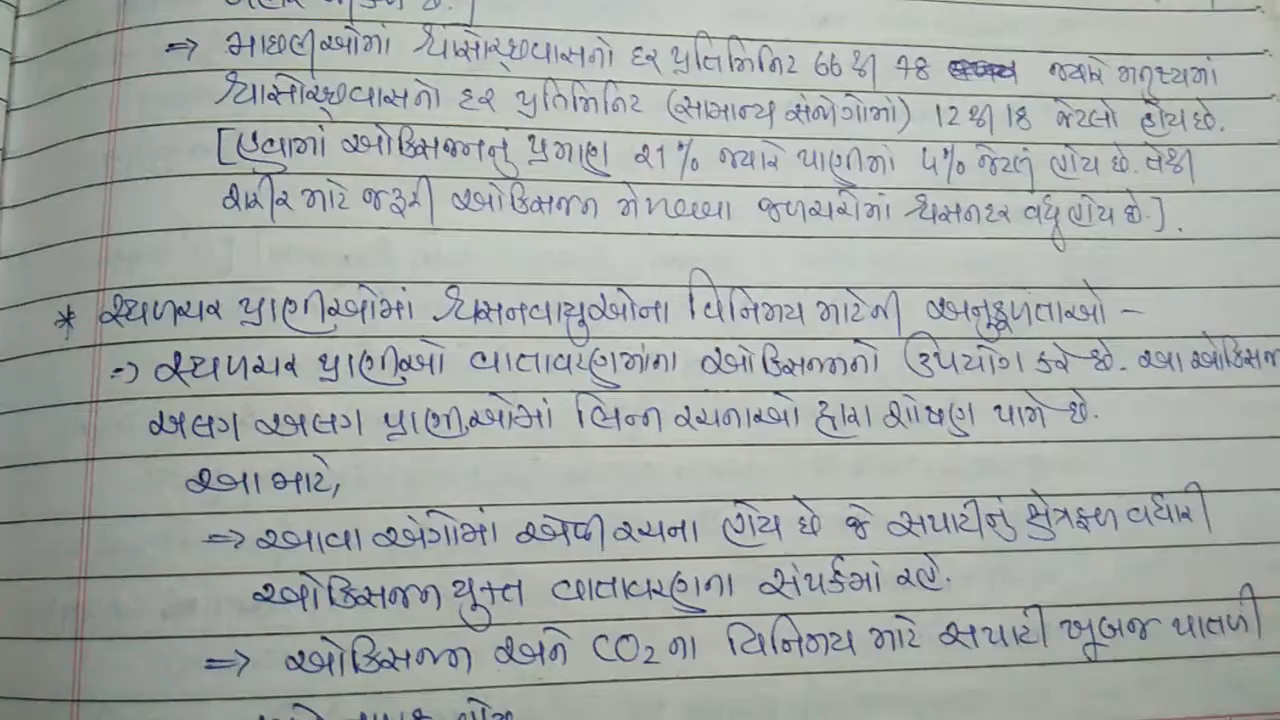 ⇒ માછલીઓમાં શ્વાસોચ્છવાસનો દર પ્રતિમિનિટ 66 થી 78 જ્યારે મનુષ્યમાં
શ્વાસોચ્છવાસનો દર પ્રતિમિનિટ (સામાન્ય સંજોગોમાં) 12 થી 18 જેટલો હોય છે.
[હવામાં ઓક્સિજનનું પ્રમાણ 21% જ્યારે પાણીમાં 4% જેટલું હોય છે. તેથી
શરીર માટે જરૂરી ઓક્સિજન મેળવવા જળચરોમાં શ્વસનદર વધુ હોય છે.].
* સ્થળચર પ્રાણીઓમાં શ્વસનવાયુઓના વિનિમય માટેની અનુકૂળતાઓ –
⇒ સ્થળચર પ્રાણીઓ વાતાવરણમાંના ઓક્સિજનનો ઉપયોગ કરે છે. આ ઓક્સિજ
અલગ અલગ પ્રાણીઓમાં ભિન્ન રચનાઓ દ્વારા શોષણ પામે છે.
આ માટે,
⇒ આવા અંગોમાં એવી રચના હોય છે જે સપાટીનું ક્ષેત્રફળ વધારી
ઓક્સિજન યુક્ત વાતાવરણના સંપર્કમાં રહે.
⇒ ઓક્સિજન અને CO2 ના વિનિમય માટે સપાટી ખૂબજ પાતળી